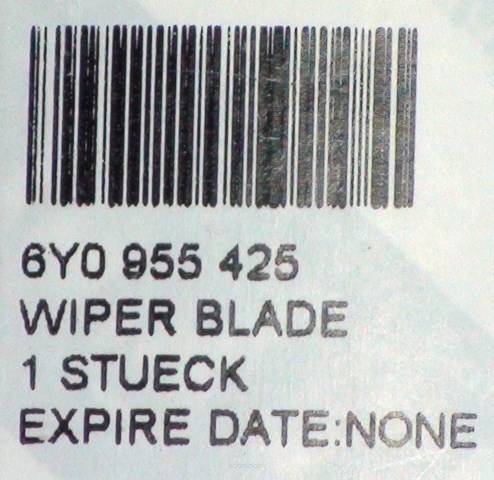 6Y0 955 425
WIPER BLADE
1 STUECK
EXPIRE DATE:NONE